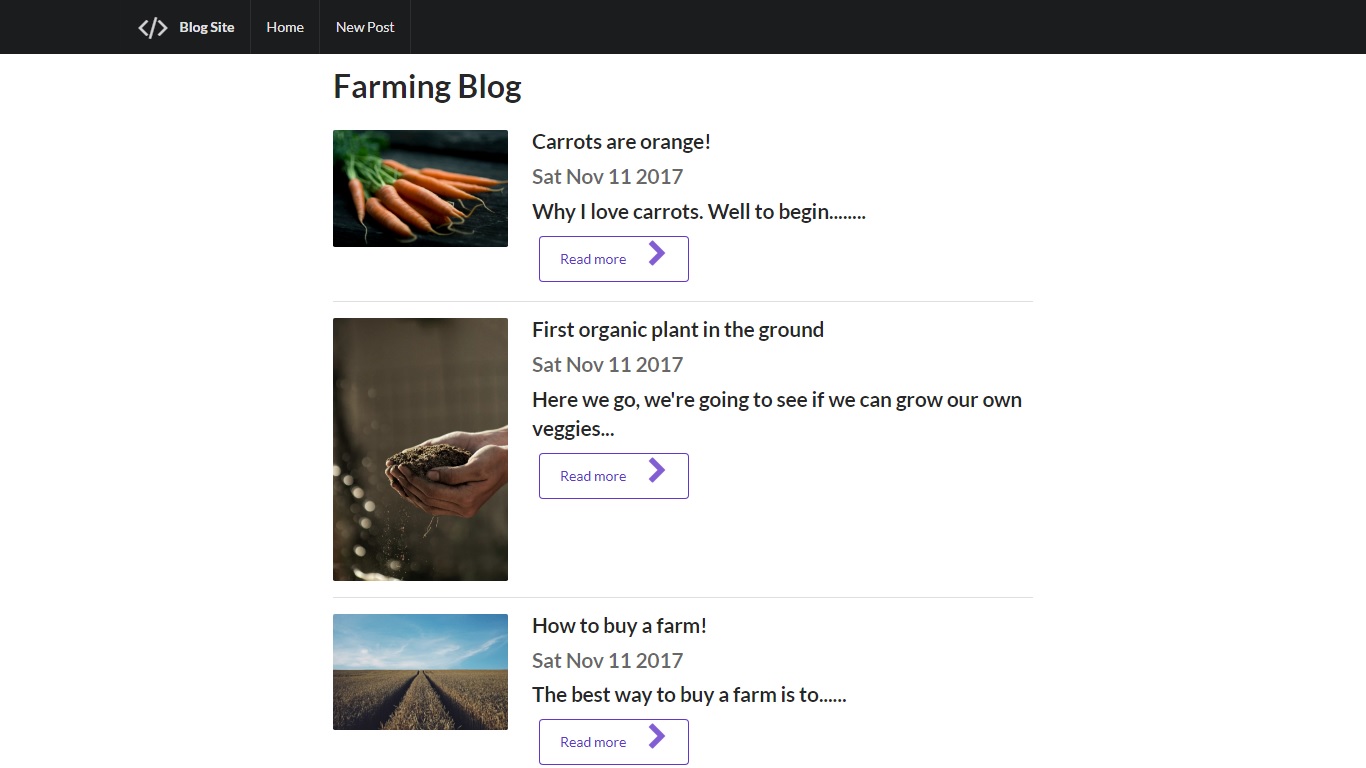 Blog Site
Home
New Post
Farming Blog
Carrots are orange!
Sat Nov 11 2017
Why I love carrots. Well to begin........
Read more
First organic plant in the ground
Sat Nov 11 2017
Here we go, we're going to see if we can grow our own
veggies...
Read more
How to buy a farm!
Sat Nov 11 2017
The best way to buy a farm is to......
Read more